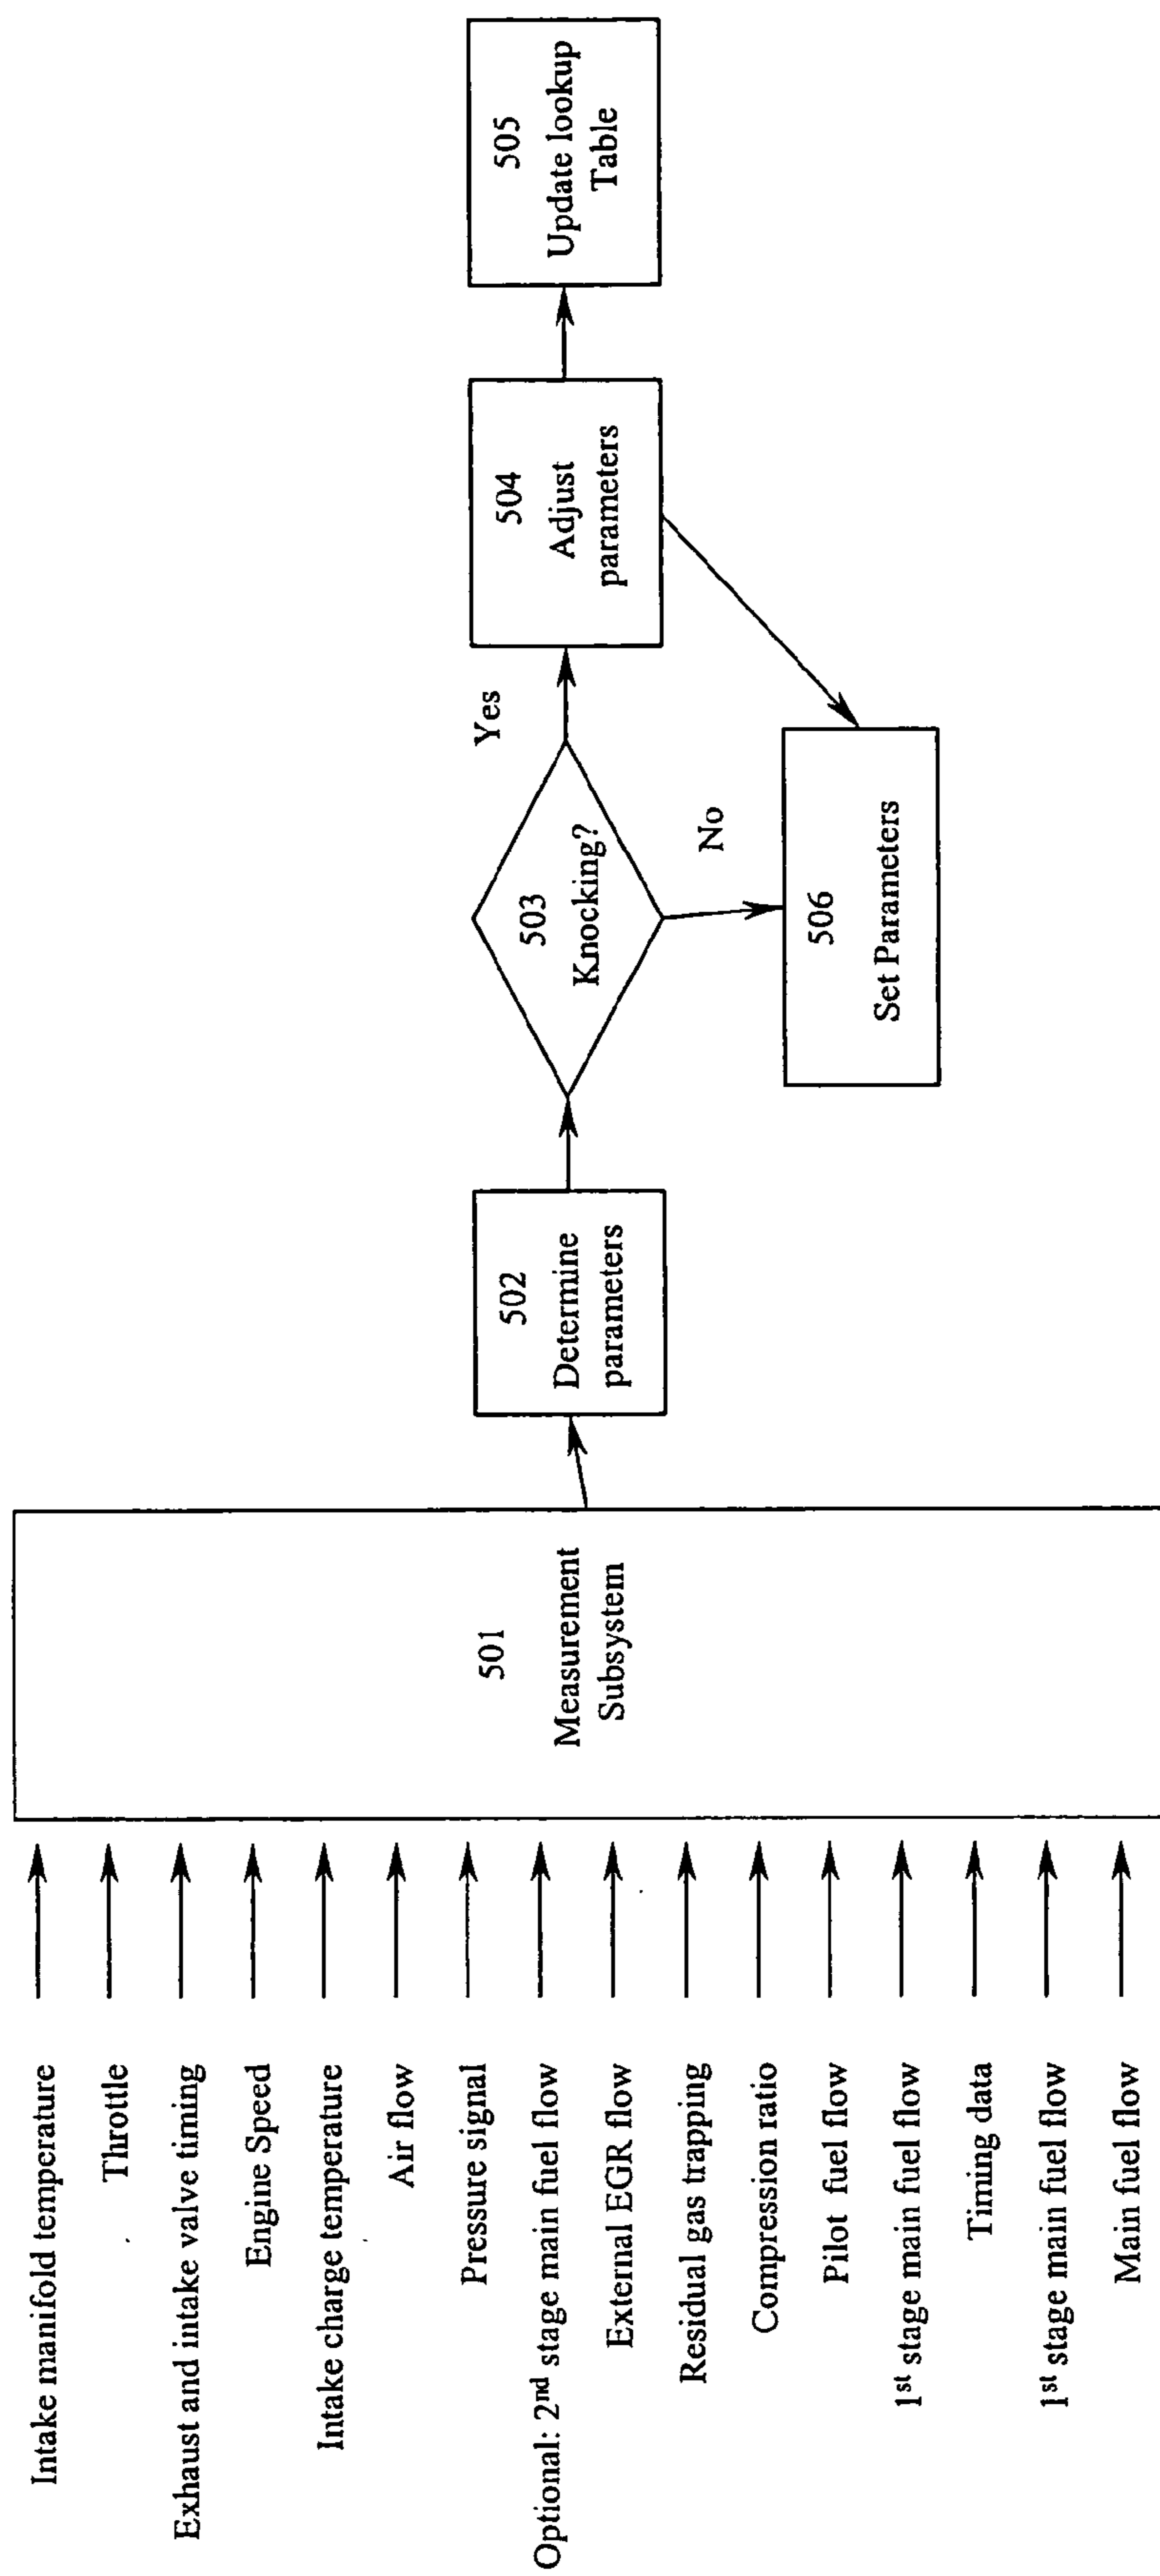 Intake manifold temperature
Throttle
Exhaust and intake valve timing
Engine Speed
Intake charge temperature
Air flow
Pressure signal
Optional: 2nd stage main fuel flow
External EGR flow
Residual gas trapping
Compression ratio
Pilot fuel flow
1st stage main fuel flow
Timing data
1st stage main fuel flow
Main fuel flow
501
Measurement
Subsystem
502
Determine
parameters
503
Knocking?
Yes
No
504
Adjust
parameters
505
Update lookup
Table
506
Set Parameters